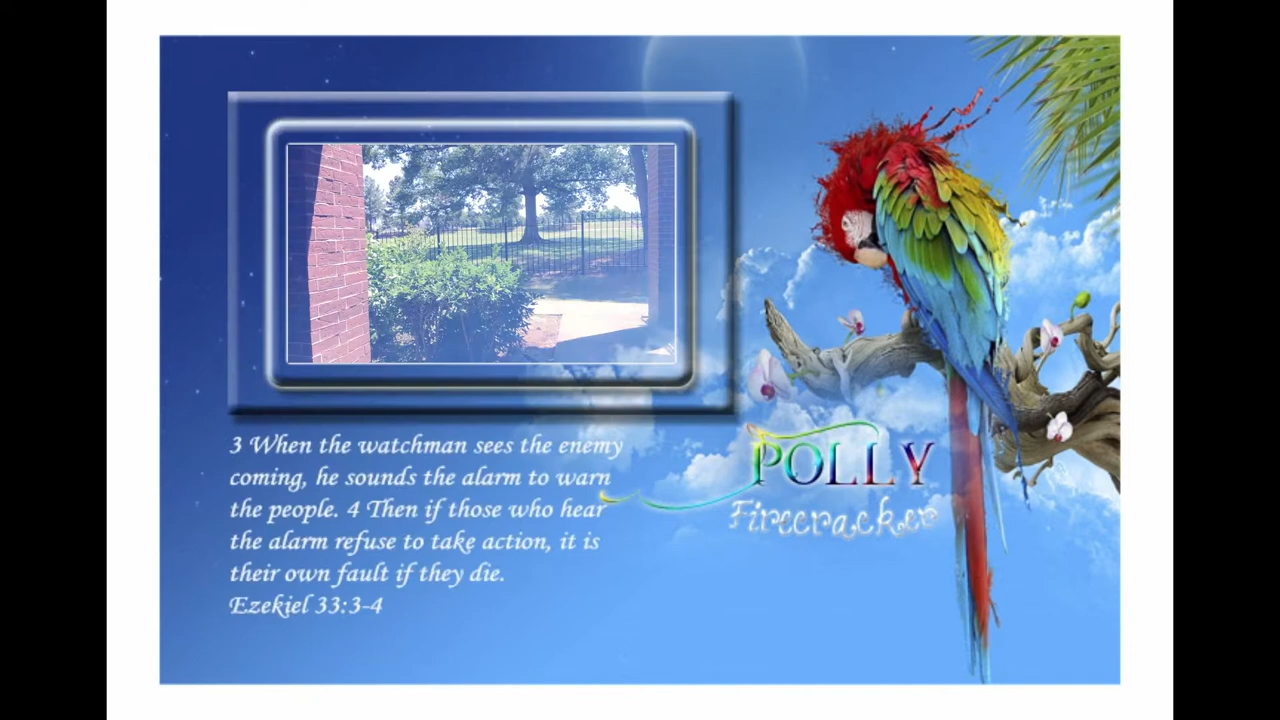 3 When the watchman sees the enemy
coming, he sounds the alarm to warn
the people. 4 Then if those who hear
the alarm refuse to take action, it is
their own fault if they die.
Ezekiel 33:3-4
POLLY
Firecracker